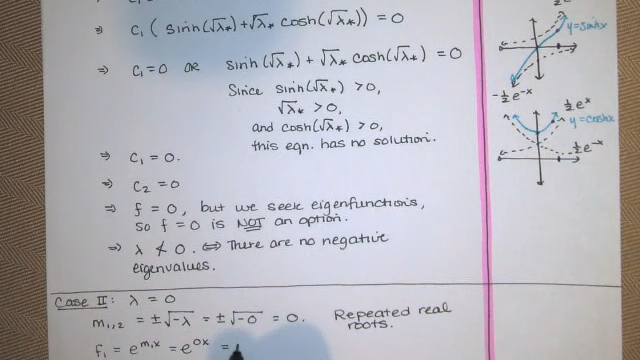 ⇒ C₁ ( sinh(√λ*) + √λ* cosh(√λ*)) = 0
⇒ C₁ = 0 OR sinh(√λ*) + √λ* cosh(√λ*) = 0
Since sinh(√λ*) > 0,
√λ* > 0,
and cosh(√λ*) > 0,
this eqn. has no solution.
⇒ C₁ = 0.
⇒ C₂ = 0
⇒ f = 0, but we seek eigenfunctions,
so f = 0 is NOT an option.
⇒ λ ≮ 0. ⇔ There are no negative
eigenvalues.
Case II: λ = 0
m₁,₂ = ±√-λ = ±√-0 = 0. Repeated real
roots.
f₁ = e^m₁x = e^0x =
y = sinhx
-½e^-x
½e^x
y = coshx
½e^-x